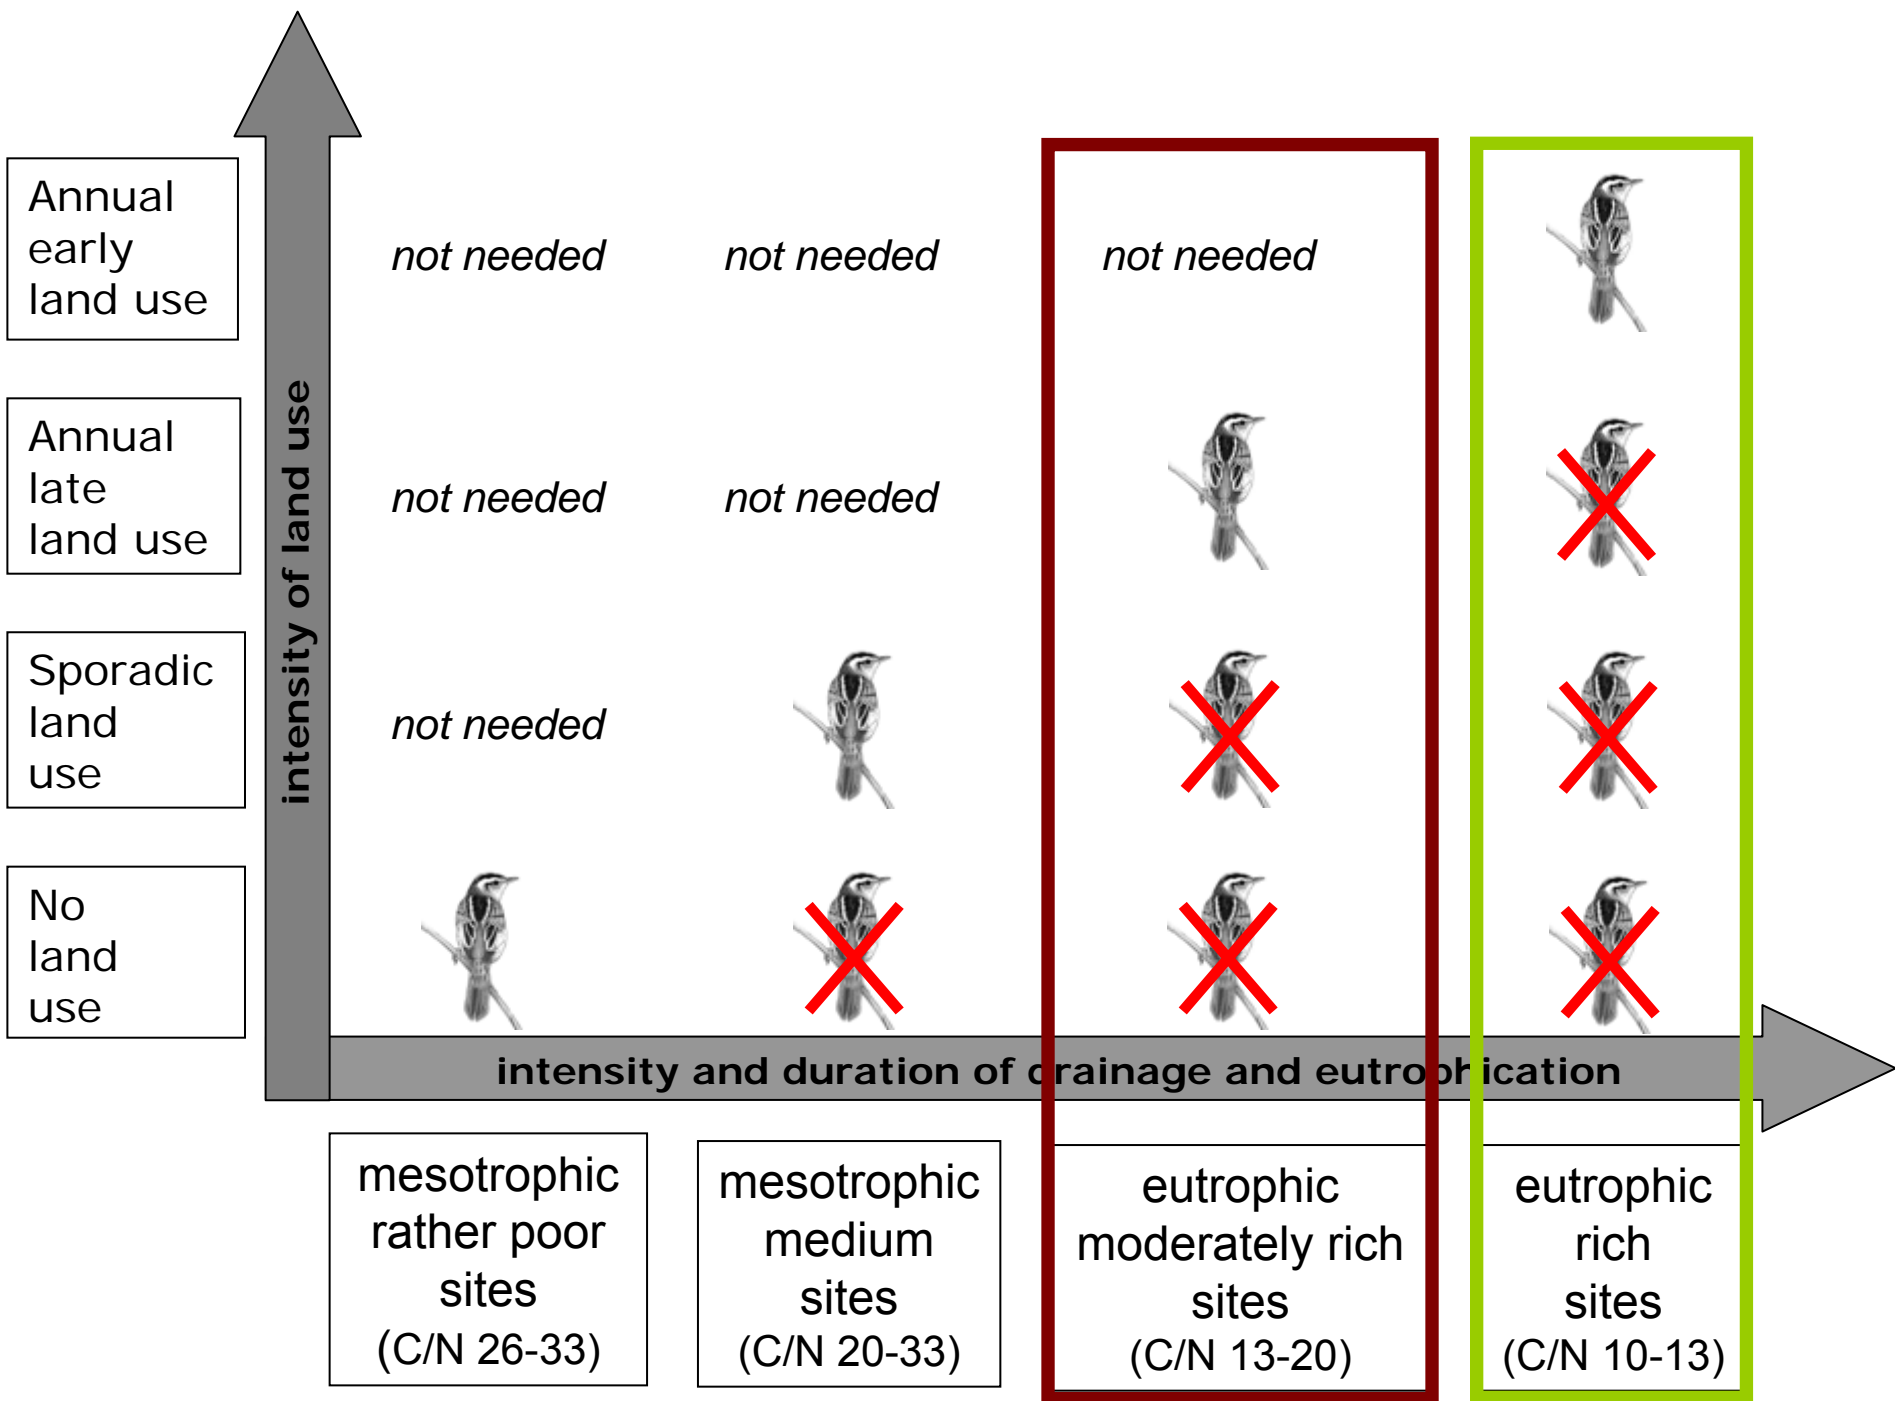 Annual
early
land use
not needed
not needed
not needed
Annual
late
land use
not needed
not needed
Sporadic
land
use
not needed
No
land
use
intensity of land use
intensity and duration of drainage and eutrophication
mesotrophic
rather poor
sites
(C/N 26-33)
mesotrophic
medium
sites
(C/N 20-33)
eutrophic
moderately rich
sites
(C/N 13-20)
eutrophic
rich
sites
(C/N 10-13)